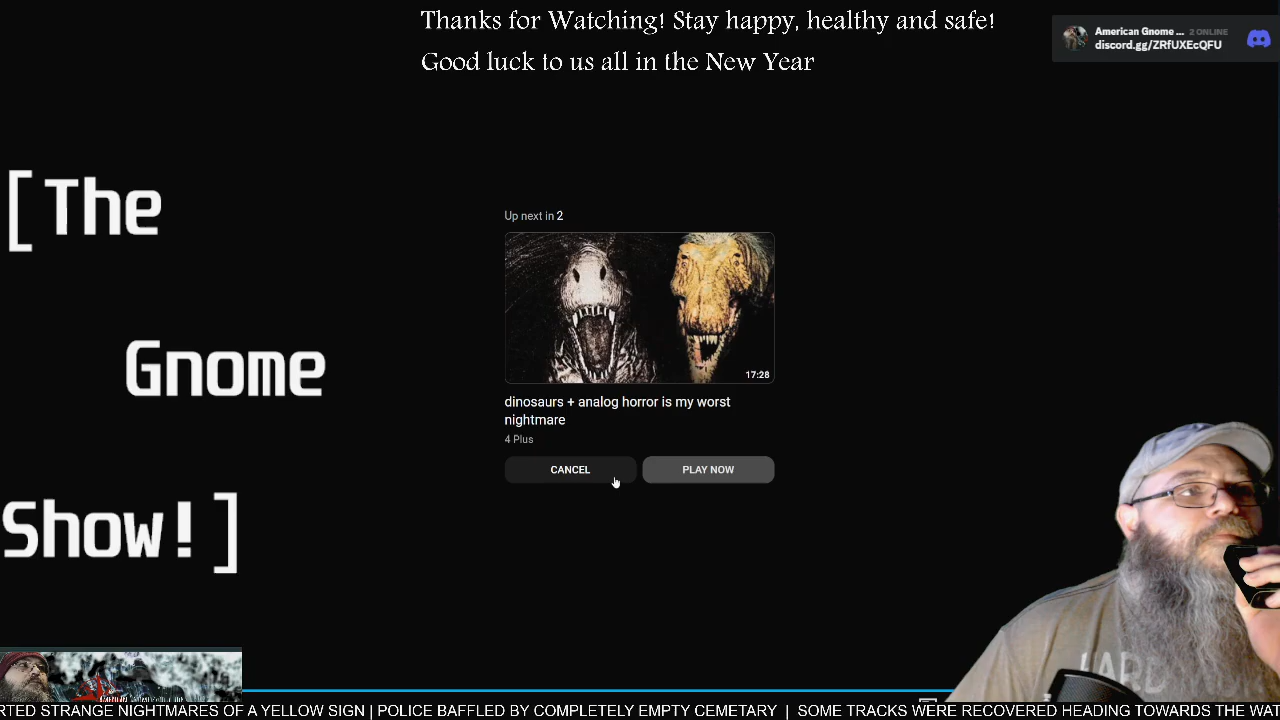 Thanks for Watching! Stay happy, healthy and safe!
Good luck to us all in the New Year
American Gnome ... 2 ONLINE
discord.gg/ZRfUXEcQFU
[The
Gnome
Show!]
Up next in 2
17:28
dinosaurs + analog horror is my worst
nightmare
4 Plus
CANCEL
PLAY NOW
HARD
RTED STRANGE NIGHTMARES OF A YELLOW SIGN | POLICE BAFFLED BY COMPLETELY EMPTY CEMETARY | SOME TRACKS WERE RECOVERED HEADING TOWARDS THE WAT